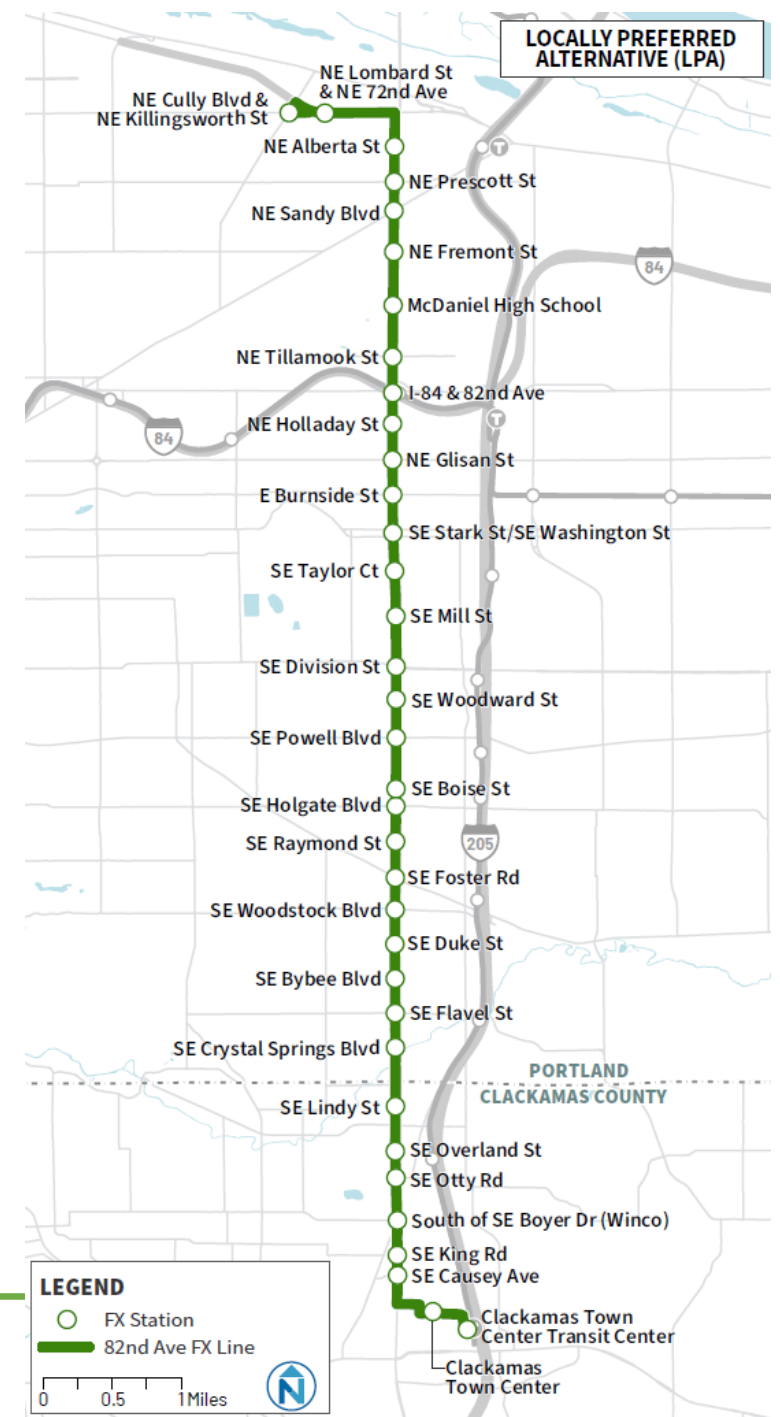 LOCALLY PREFERRED
ALTERNATIVE (LPA)
NE Lombard St
& NE 72nd Ave
NE Cully Blvd &
NE Killingsworth St
NE Alberta St
T
NE Prescott St
NE Sandy Blvd
NE Fremont St
84
McDaniel High School
NE Tillamook St
I-84 & 82nd Ave
NE Holladay St
T
84
NE Glisan St
E Burnside St
SE Stark St/SE Washington St
SE Taylor Ct
SE Mill St
SE Division St
SE Woodward St
SE Powell Blvd
SE Boise St
SE Holgate Blvd
SE Raymond St
205
SE Foster Rd
SE Woodstock Blvd
SE Duke St
SE Bybee Blvd
SE Flavel St
SE Crystal Springs Blvd
PORTLAND
CLACKAMAS COUNTY
SE Lindy St
SE Overland St
SE Otty Rd
South of SE Boyer Dr (Winco)
SE King Rd
SE Causey Ave
Clackamas Town
Center Transit Center
Clackamas
Town Center
LEGEND
FX Station
82nd Ave FX Line
0 0.5 1 Miles
N